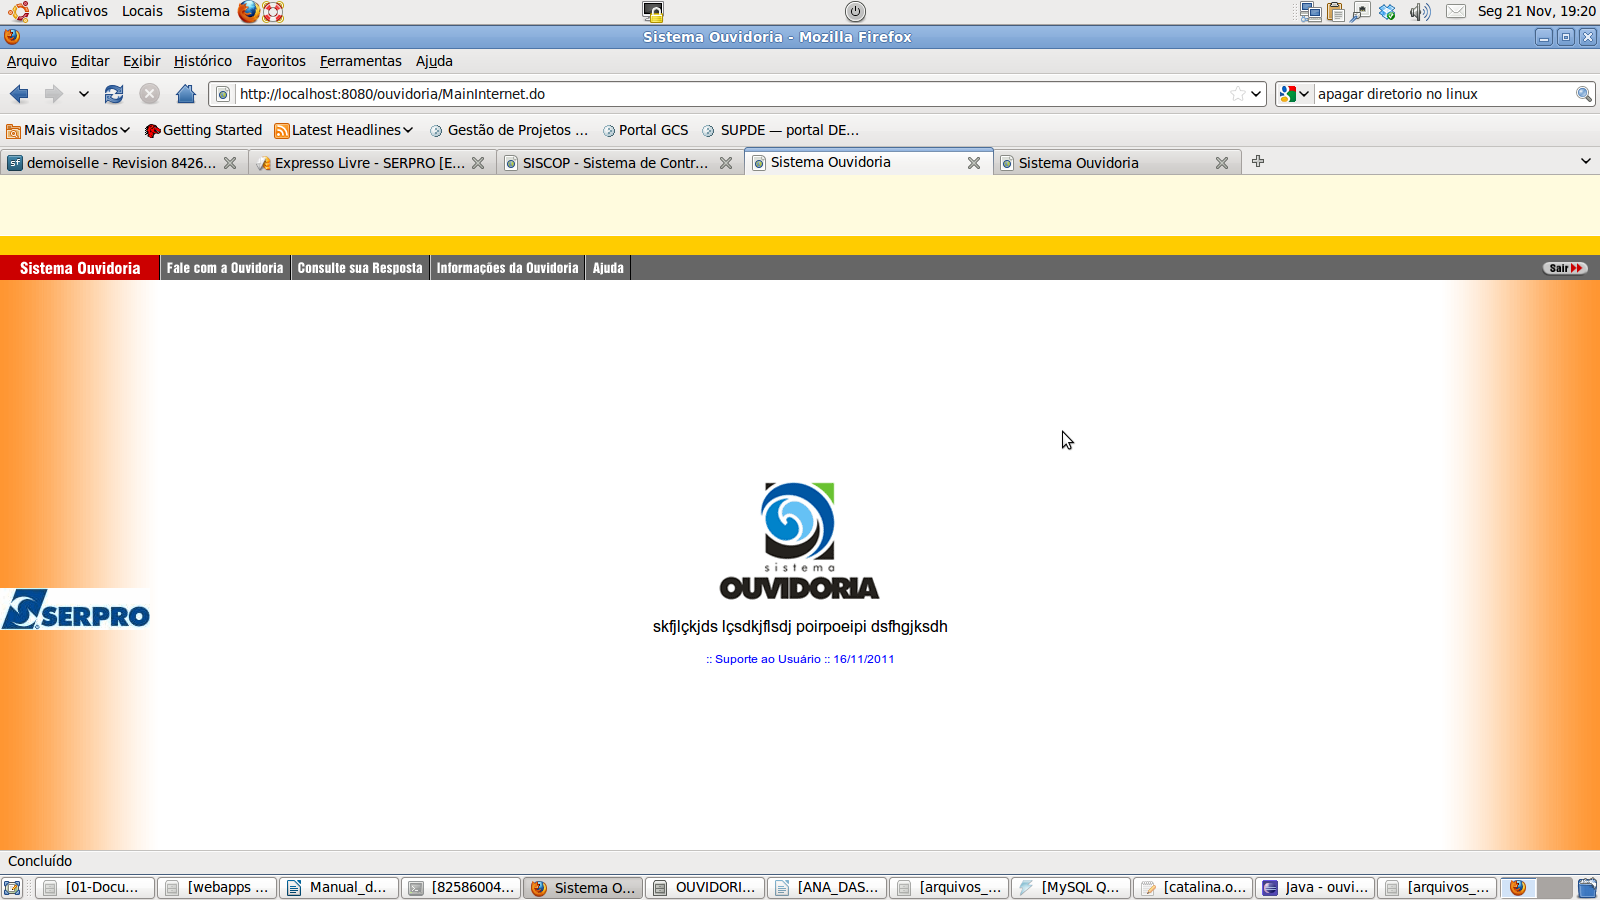 Aplicativos Locais Sistema Seg 21 Nov, 19:20
Sistema Ouvidoria - Mozilla Firefox
Arquivo Editar Exibir Histórico Favoritos Ferramentas Ajuda
http://localhost:8080/ouvidoria/MainInternet.do apagar diretorio no linux
Mais visitados Getting Started Latest Headlines Gestão de Projetos ... Portal GCS SUPDE — portal DE...
demoiselle - Revision 8426... Expresso Livre - SERPRO [E... SISCOP - Sistema de Contr... Sistema Ouvidoria Sistema Ouvidoria
Sistema Ouvidoria Fale com a Ouvidoria Consulte sua Resposta Informações da Ouvidoria Ajuda Sair
sistema
OUVIDORIA
SERPRO
skfjlçkjds lçsdkjflsdj poirpoeipi dsfhgjksdh
:: Suporte ao Usuário :: 16/11/2011
Concluído
[01-Docu... [webapps ... Manual_d... [82586004... Sistema O... OUVIDORI... [ANA_DAS... [arquivos_... [MySQL Q... [catalina.o... Java - ouvi... [arquivos_...